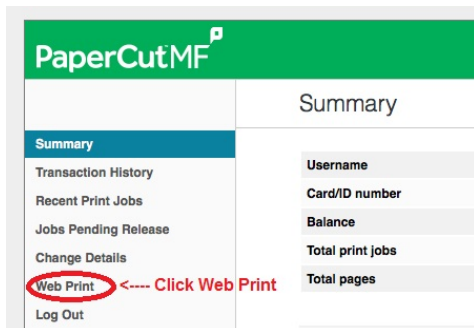 PaperCutMF
Summary
Summary
Transaction History
Recent Print Jobs
Jobs Pending Release
Change Details
Web Print <---- Click Web Print
Log Out
Username
Card/ID number
Balance
Total print jobs
Total pages